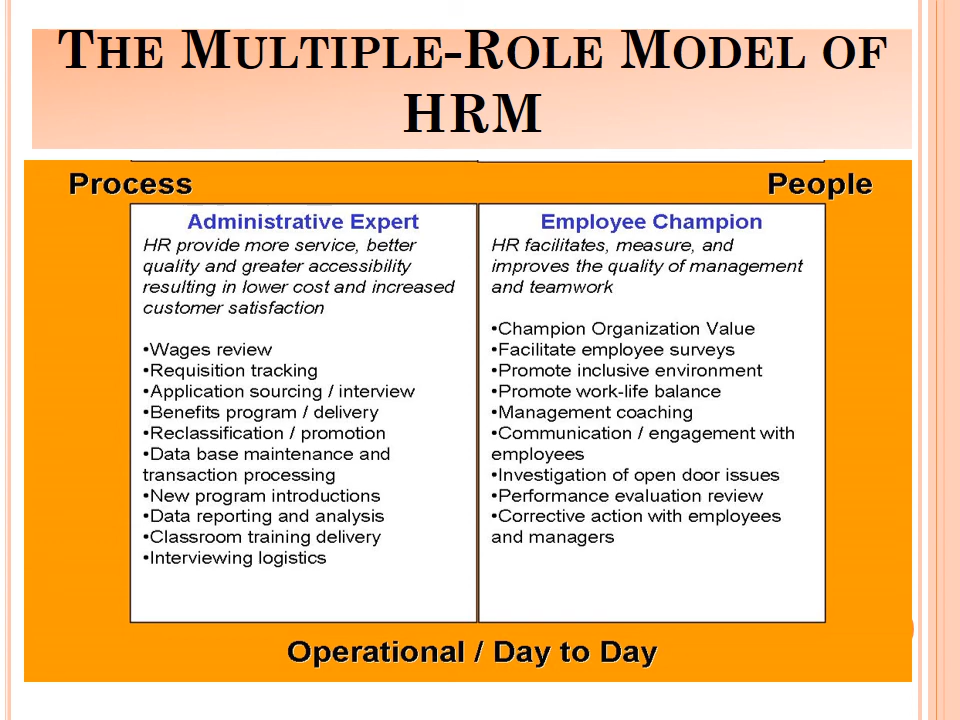 THE MULTIPLE-ROLE MODEL OF
HRM
Process
People
Administrative Expert
HR provide more service, better
quality and greater accessibility
resulting in lower cost and increased
customer satisfaction
•Wages review
•Requisition tracking
•Application sourcing / interview
•Benefits program / delivery
•Reclassification / promotion
•Data base maintenance and
transaction processing
•New program introductions
•Data reporting and analysis
•Classroom training delivery
•Interviewing logistics
Employee Champion
HR facilitates, measure, and
improves the quality of management
and teamwork
•Champion Organization Value
•Facilitate employee surveys
•Promote inclusive environment
•Promote work-life balance
•Management coaching
•Communication / engagement with
employees
•Investigation of open door issues
•Performance evaluation review
•Corrective action with employees
and managers
Operational / Day to Day